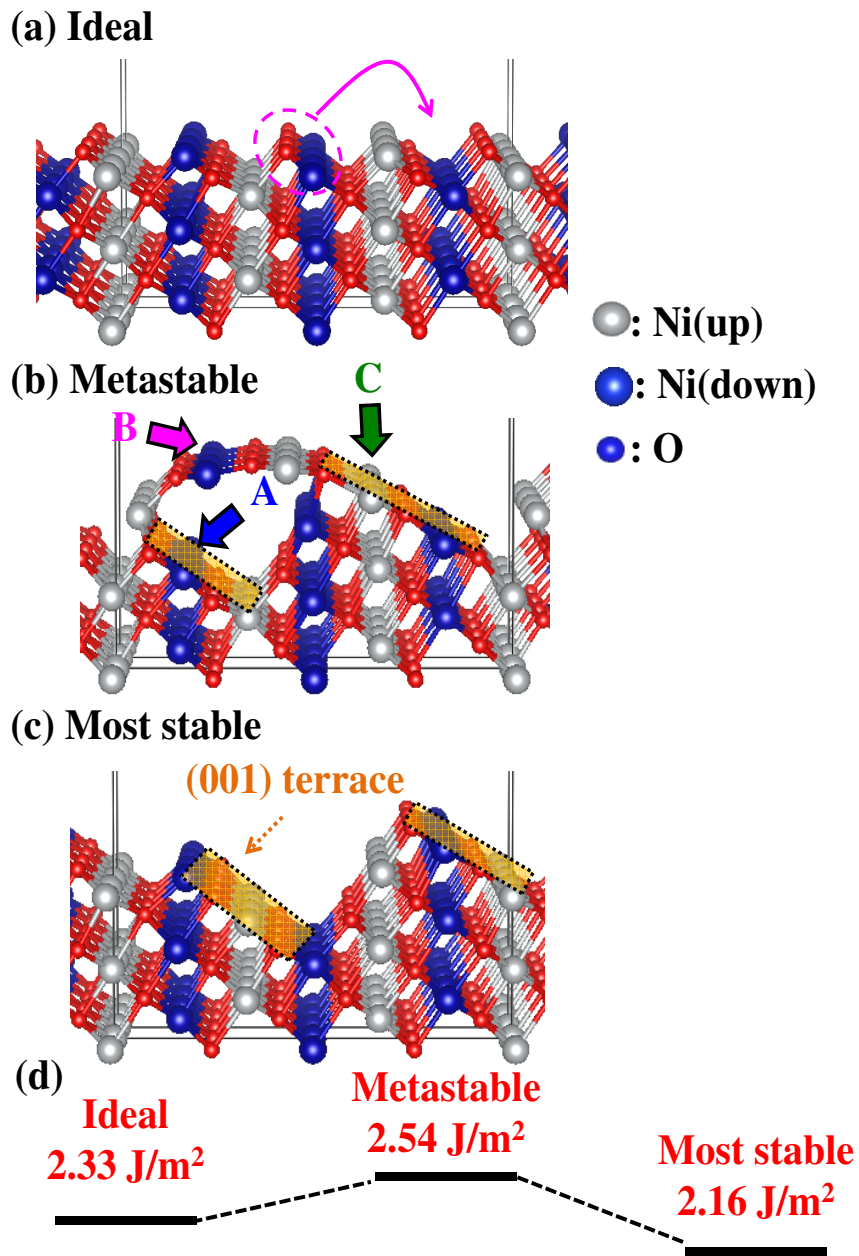 (a) Ideal
: Ni(up)
: Ni(down)
: O
(b) Metastable
C
B
A
(c) Most stable
(001) terrace
(d)
Ideal
2.33 J/m²
Metastable
2.54 J/m²
Most stable
2.16 J/m²